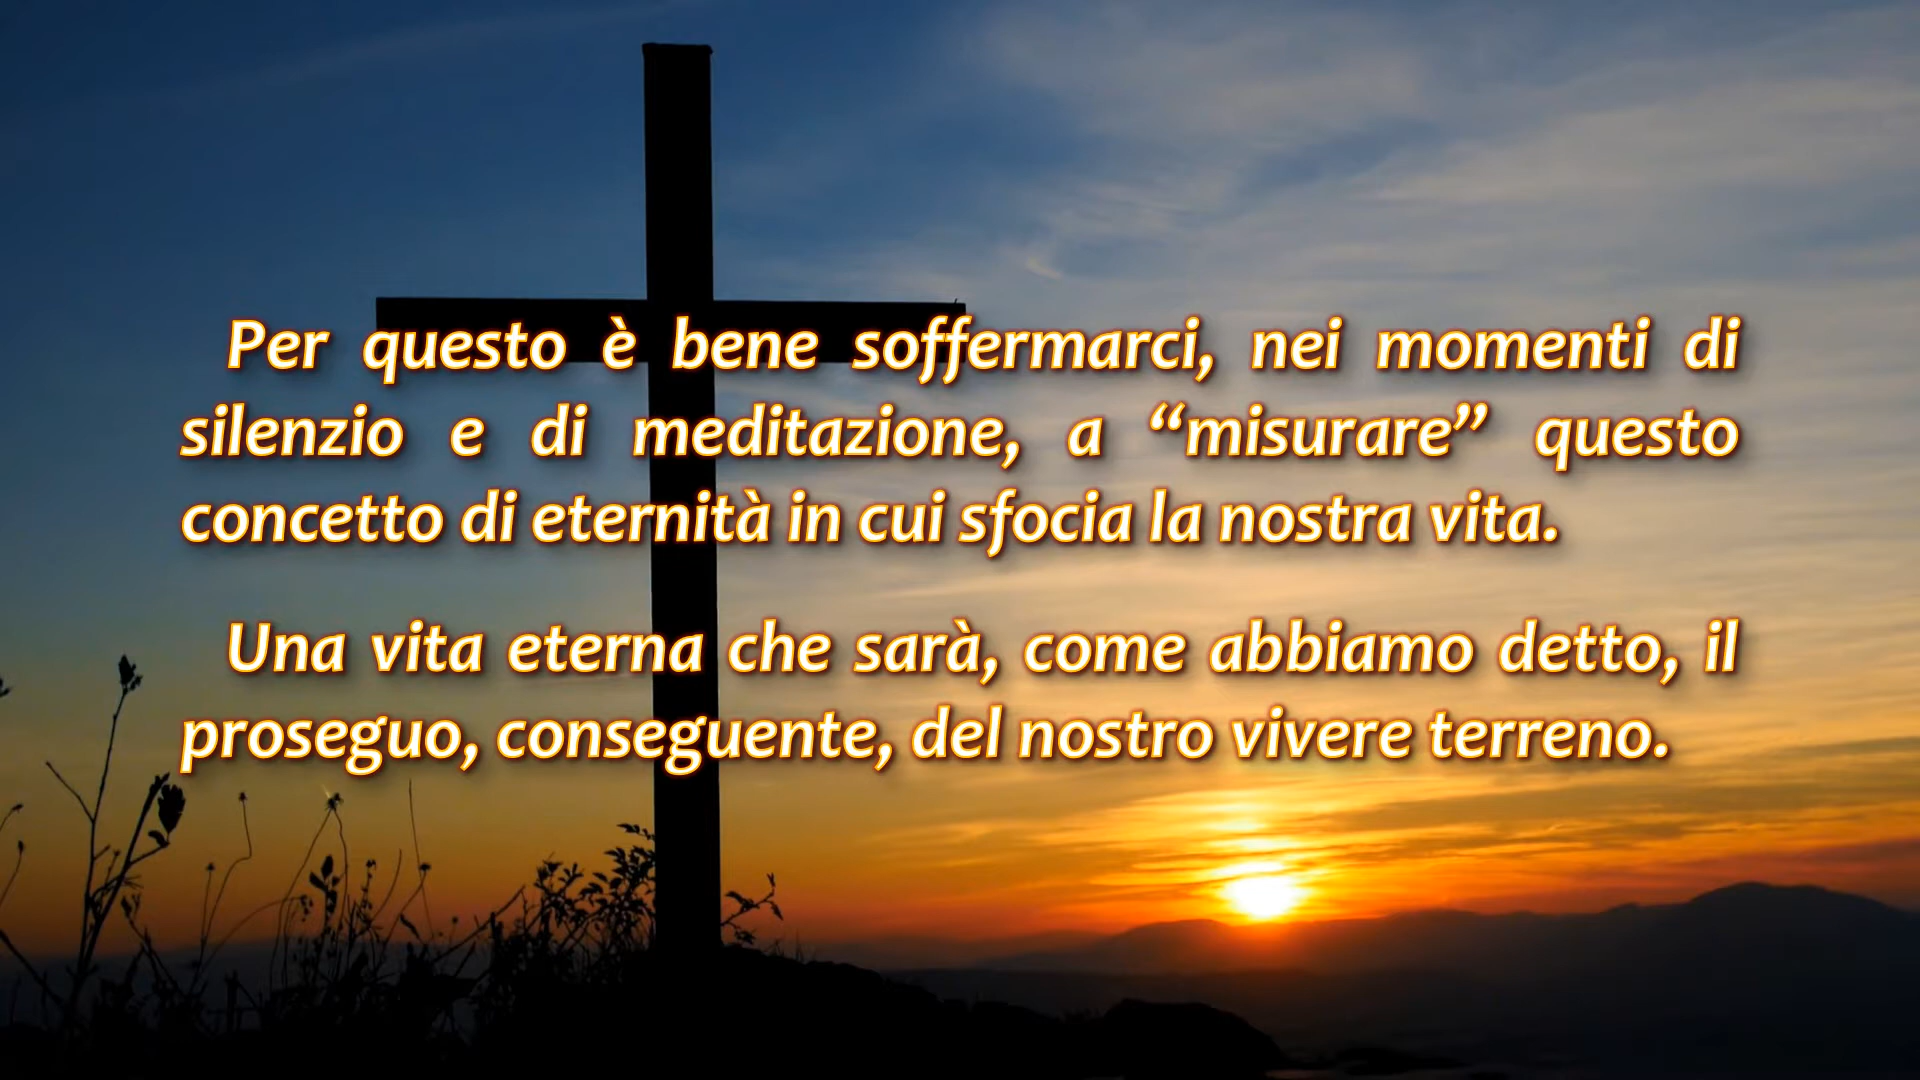 Per questo è bene soffermarci, nei momenti di
silenzio e di meditazione, a “misurare” questo
concetto di eternità in cui sfocia la nostra vita.
Una vita eterna che sarà, come abbiamo detto, il
proseguo, conseguente, del nostro vivere terreno.